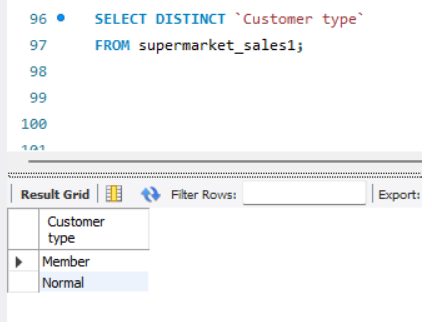 96 SELECT DISTINCT `Customer type`
97 FROM supermarket_sales1;
98
99
100
101
Result Grid Filter Rows: Export:
Customer
type
Member
Normal